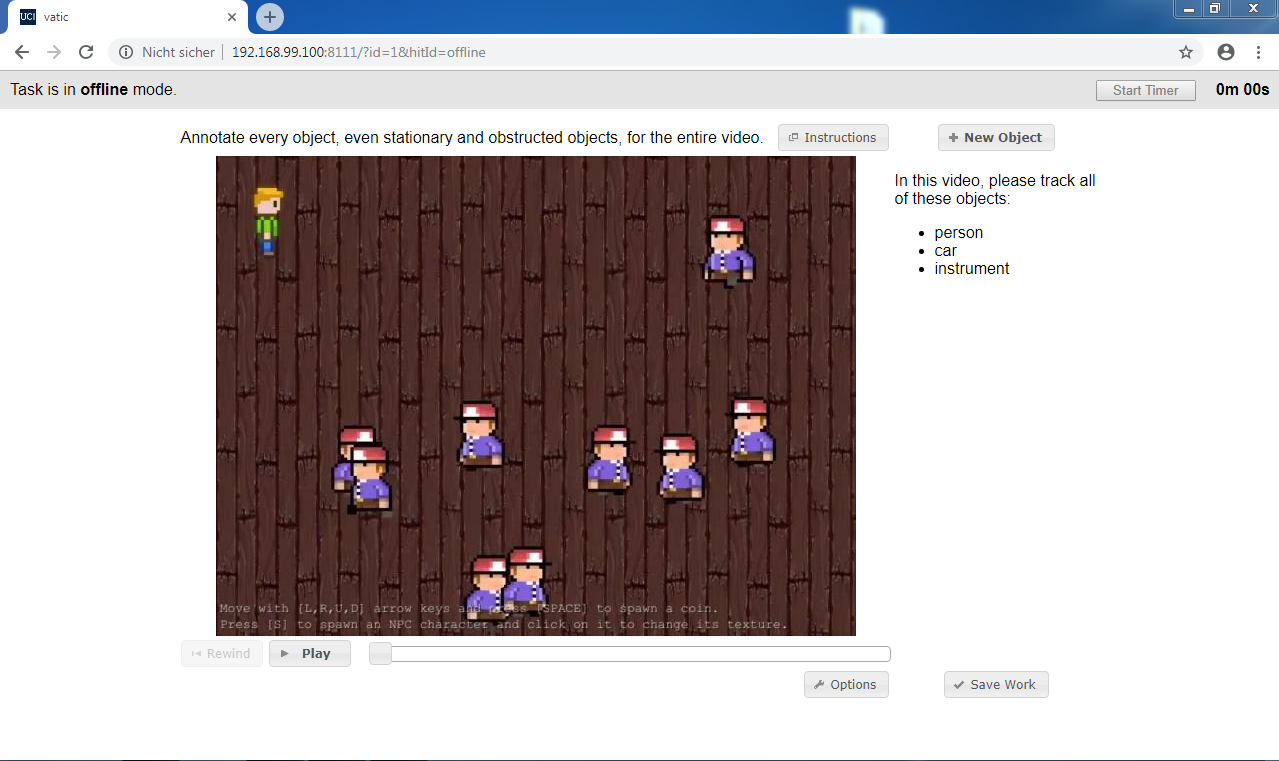 UCI vatic
Nicht sicher 192.168.99.100:8111/?id=1&hitId=offline
Task is in offline mode.
Start Timer 0m 00s
Annotate every object, even stationary and obstructed objects, for the entire video.
Instructions
New Object
In this video, please track all
of these objects:
person
car
instrument
Move with [L,R,U,D] arrow keys and press [SPACE] to spawn a coin.
Press [S] to spawn an NPC character and click on it to change its texture.
Rewind Play
Options Save Work